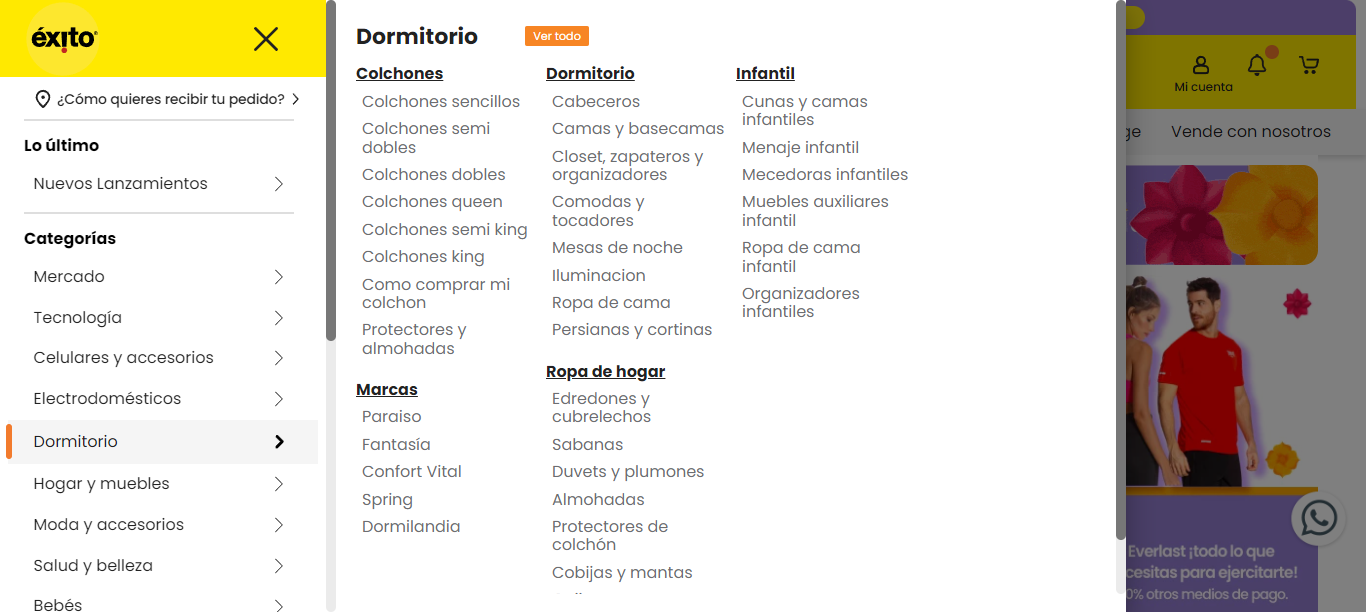 éxito
¿Cómo quieres recibir tu pedido?
Lo último
Nuevos Lanzamientos
Categorías
Mercado
Tecnología
Celulares y accesorios
Electrodomésticos
Dormitorio
Hogar y muebles
Moda y accesorios
Salud y belleza
Bebés
Dormitorio
Ver todo
Colchones
Colchones sencillos
Colchones semi
dobles
Colchones dobles
Colchones queen
Colchones semi king
Colchones king
Como comprar mi
colchon
Protectores y
almohadas
Marcas
Paraiso
Fantasía
Confort Vital
Spring
Dormilandia
Dormitorio
Cabeceros
Camas y basecamas
Closet, zapateros y
organizadores
Comodas y
tocadores
Mesas de noche
Iluminacion
Ropa de cama
Persianas y cortinas
Ropa de hogar
Edredones y
cubrelechos
Sabanas
Duvets y plumones
Almohadas
Protectores de
colchón
Cobijas y mantas
Infantil
Cunas y camas
infantiles
Menaje infantil
Mecedoras infantiles
Muebles auxiliares
infantil
Ropa de cama
infantil
Organizadores
infantiles
Mi cuenta
ge
Vende con nosotros
Everlast ¡todo lo que
cesitas para ejercitarte!
0% otros medios de pago.